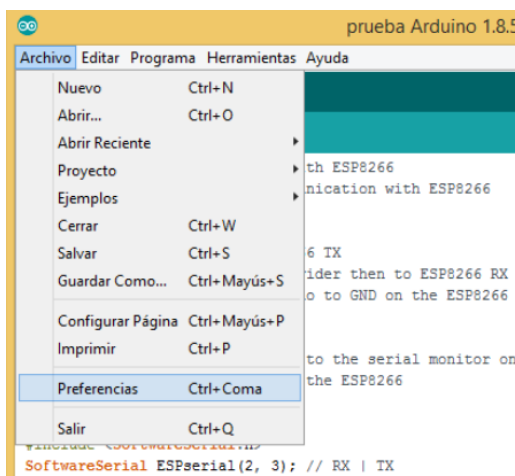 prueba Arduino 1.8.5
Archivo Editar Programa Herramientas Ayuda
Nuevo Ctrl+N
Abrir... Ctrl+O
Abrir Reciente
Proyecto
Ejemplos
Cerrar Ctrl+W
Salvar Ctrl+S
Guardar Como... Ctrl+Mayús+S
Configurar Página Ctrl+Mayús+P
Imprimir Ctrl+P
Preferencias Ctrl+Coma
Salir Ctrl+Q
th ESP8266
nication with ESP8266
6 TX
ider then to ESP8266 RX
o to GND on the ESP8266
to the serial monitor on
the ESP8266
#include <SoftwareSerial.h>
SoftwareSerial ESPserial(2, 3); // RX | TX